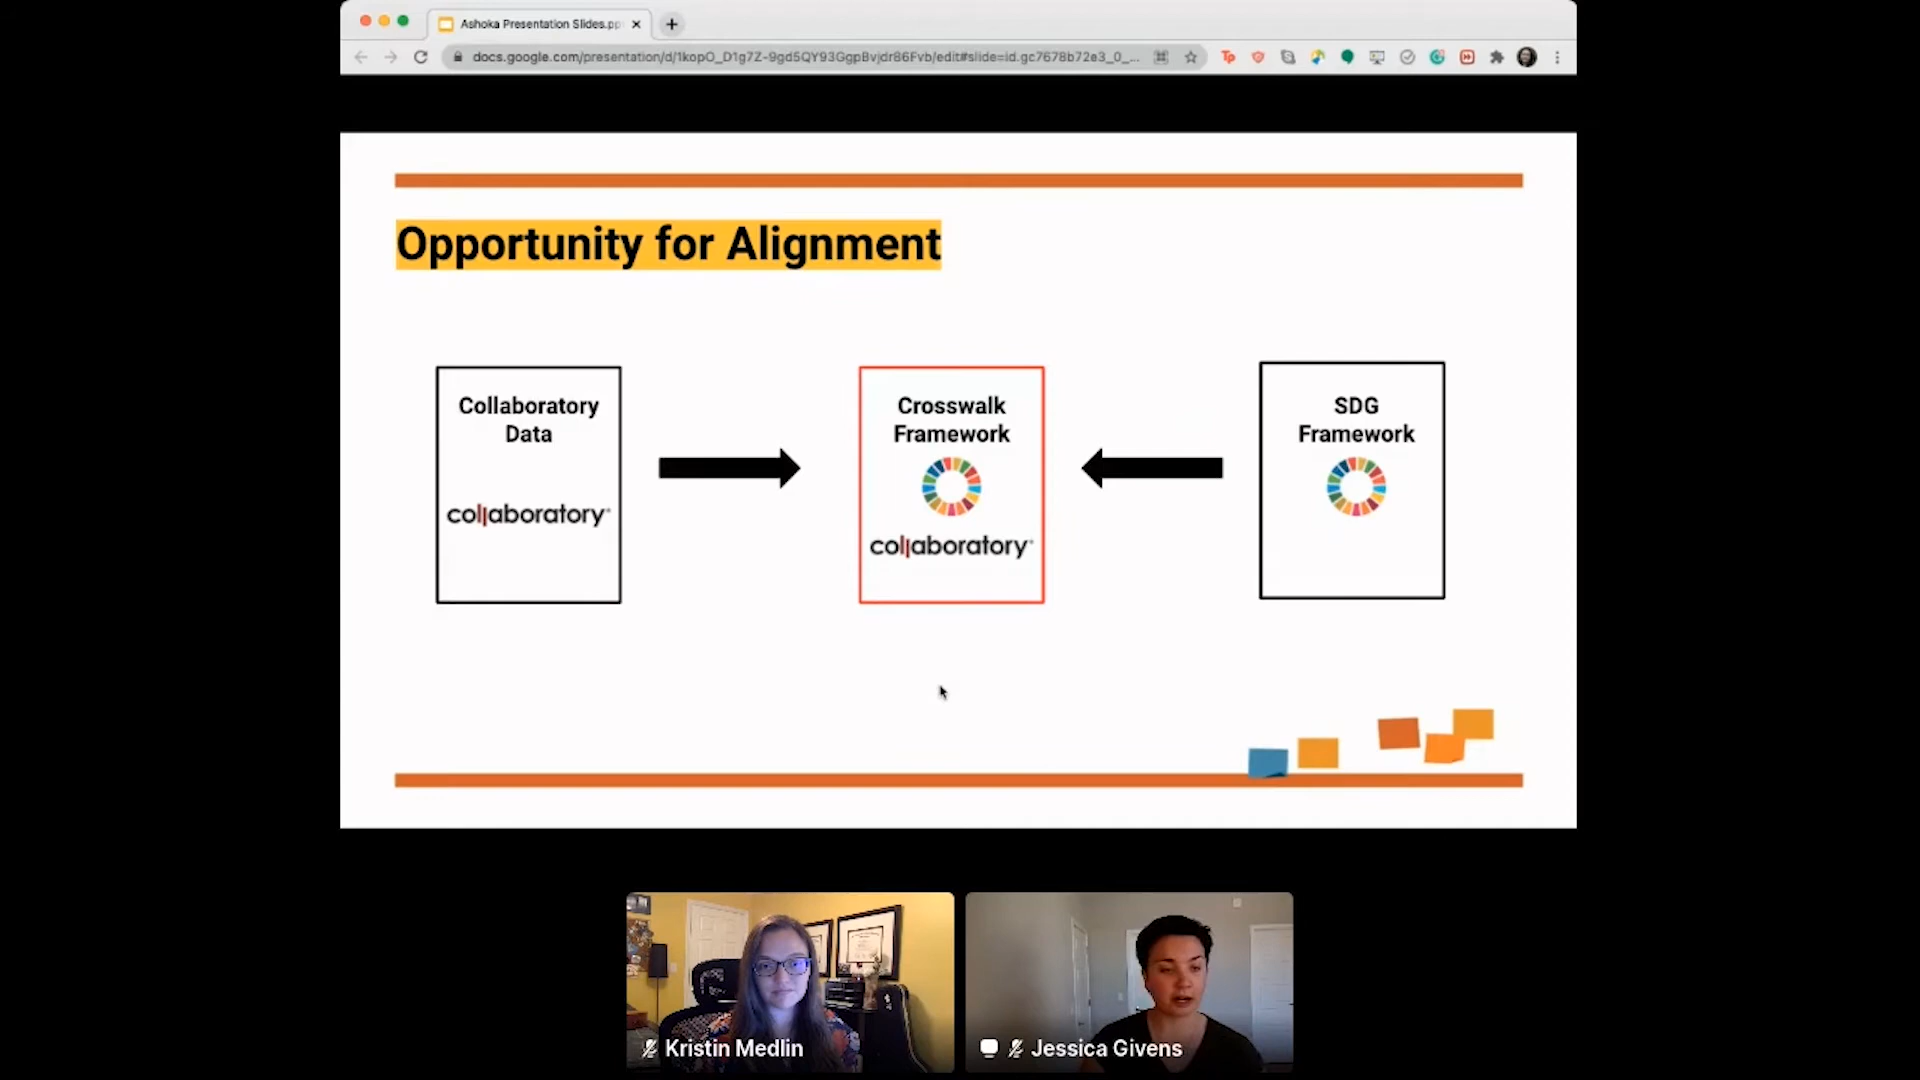 Ashoka Presentation Slides.pp
docs.google.com/presentation/d/1kopO_D1g7Z-9gd5QY93GgpBvjdr86Fvb/edit#slide=id.gc7678b72e3_0_...
Opportunity for Alignment
Collaboratory
Data
collaboratory
Crosswalk
Framework
collaboratory
SDG
Framework
Kristin Medlin
Jessica Givens